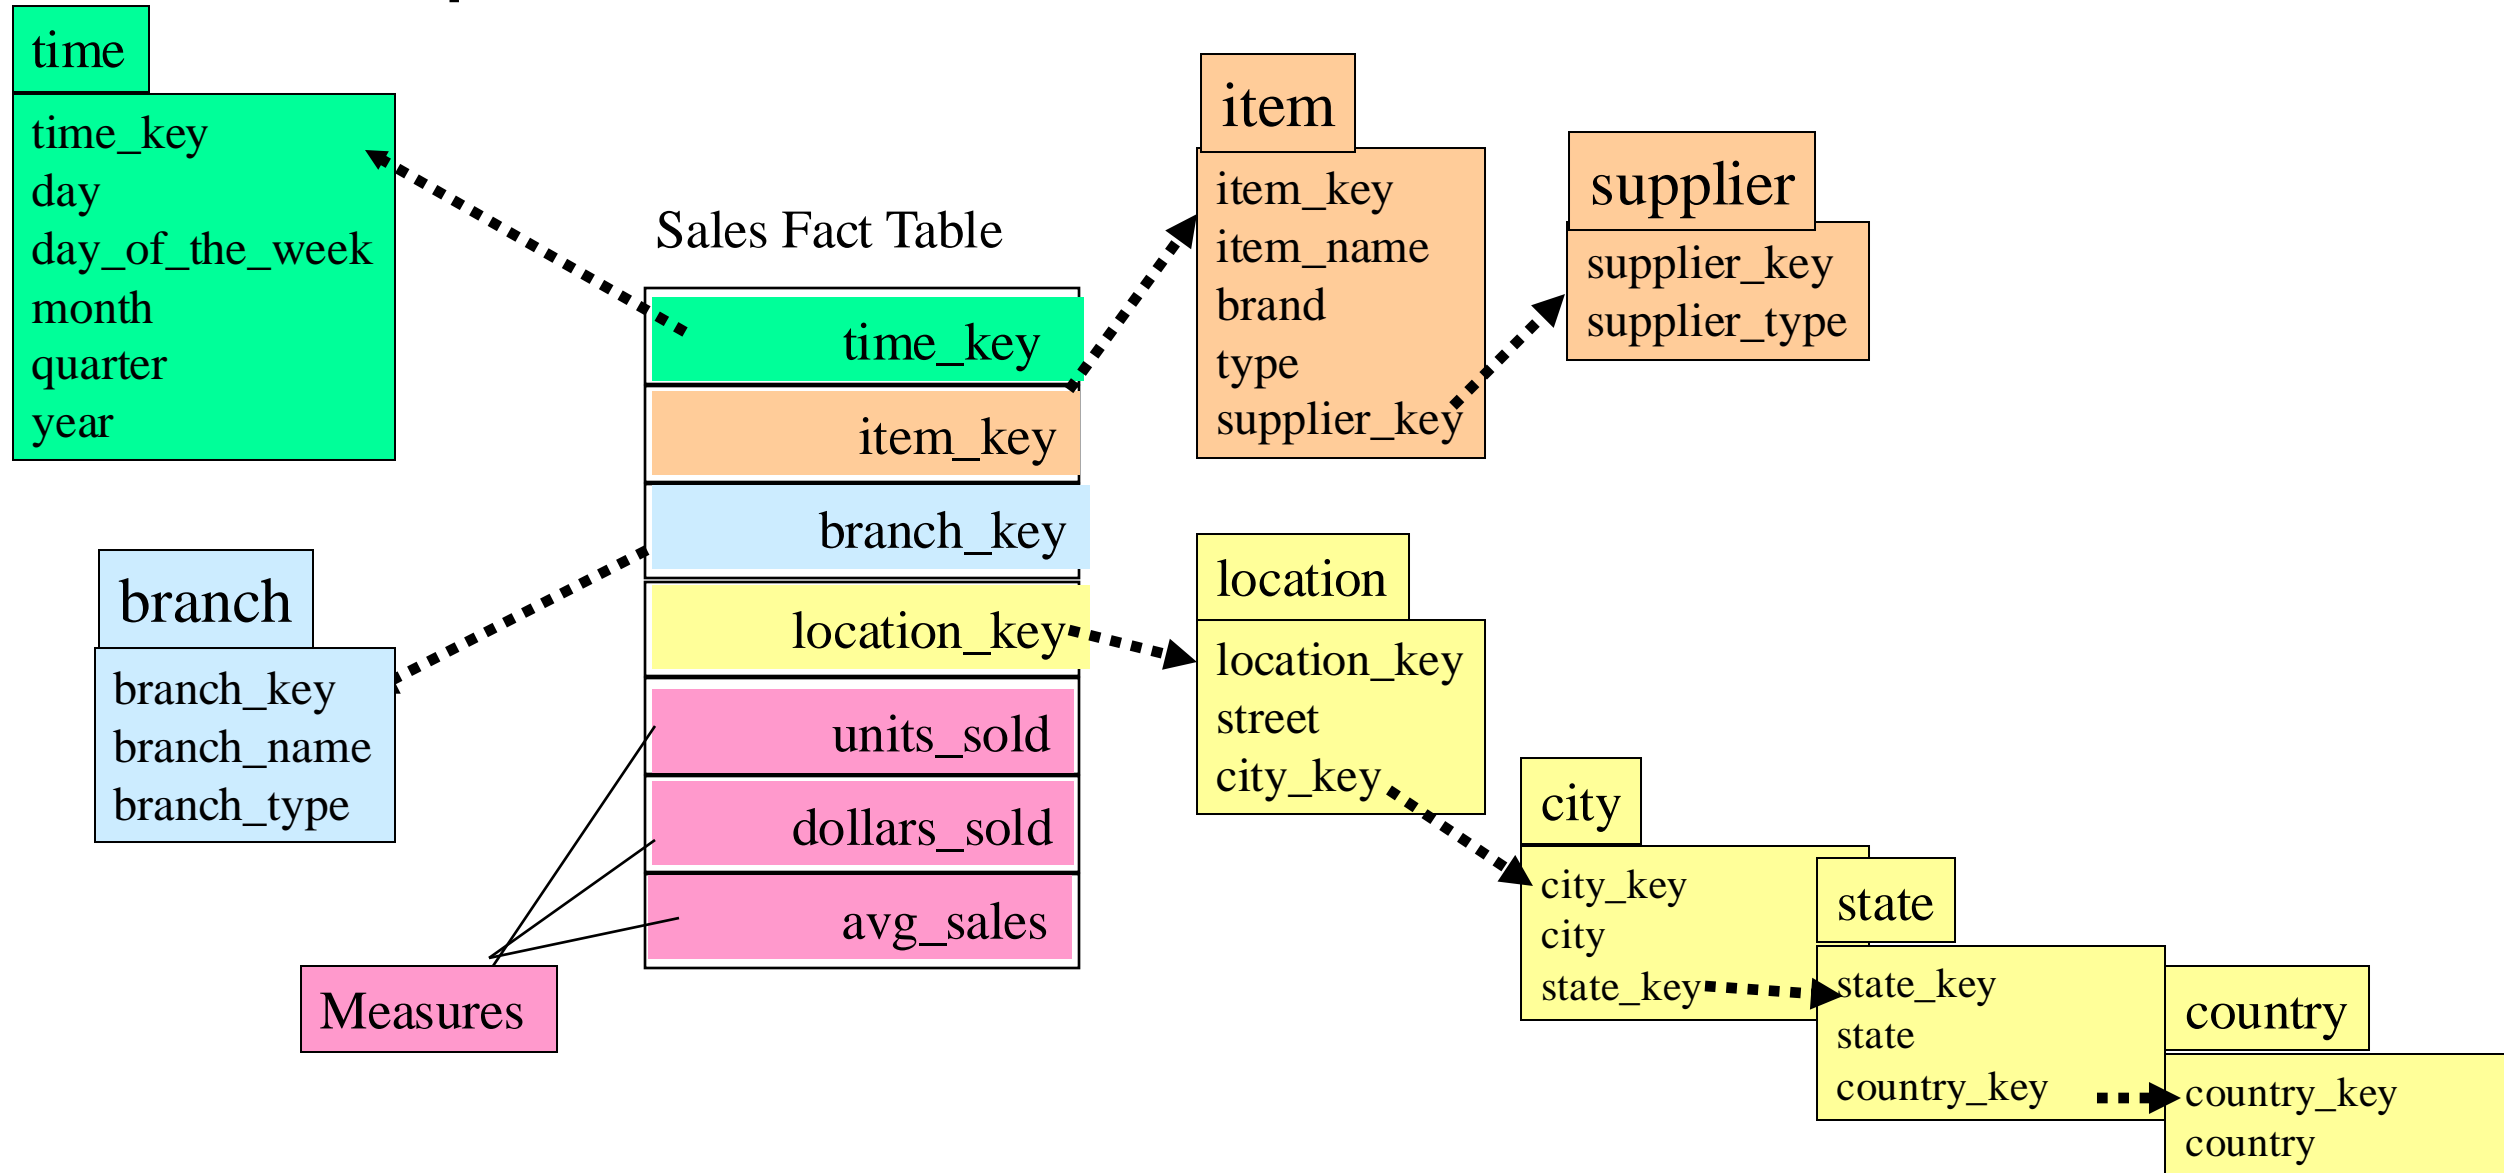 time
time_key
day
day_of_the_week
month
quarter
year
branch
branch_key
branch_name
branch_type
Measures
Sales Fact Table
time_key
item_key
branch_key
location_key
units_sold
dollars_sold
avg_sales
item
item_key
item_name
brand
type
supplier_key
supplier
supplier_key
supplier_type
location
location_key
street
city_key
city
city_key
city
state_key
state
state_key
state
country_key
country
country_key
country